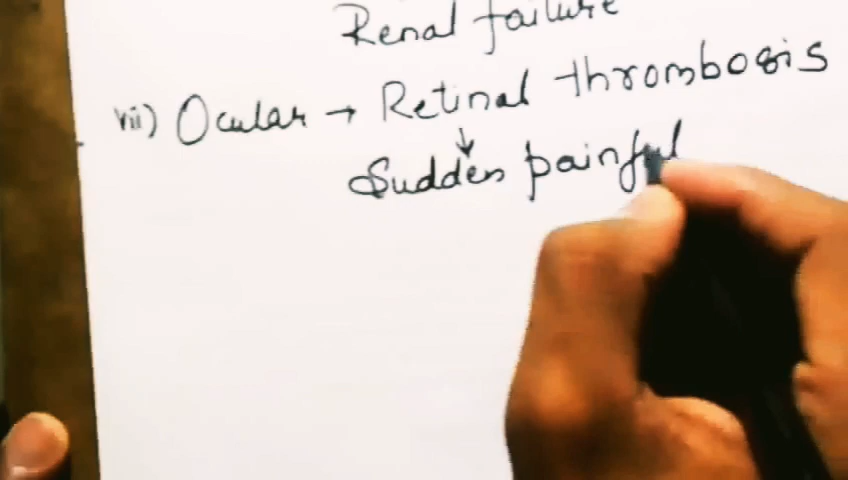 Renal failure
vii) Ocular → Retinal thrombosis
↓
Sudden painful